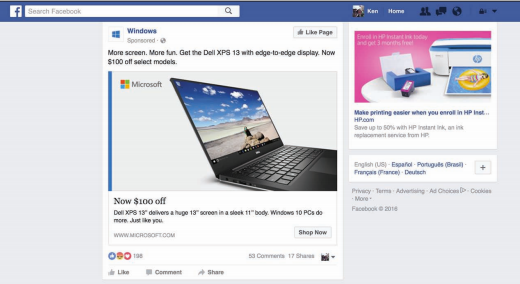 Search Facebook
Ken Home
Windows
Sponsored ·
Like Page
More screen. More fun. Get the Dell XPS 13 with edge-to-edge display. Now
$100 off select models.
Microsoft
Now $100 off
Dell XPS 13" delivers a huge 13" screen in a sleek 11" body. Windows 10 PCs do
more. Just like you.
WWW.MICROSOFT.COM
Shop Now
198
53 Comments 17 Shares
Like Comment Share
Enroll in HP Instant Ink today
and get 3 months free!
Make printing easier when you enroll in HP Inst...
HP.com
Save up to 50% with HP Instant Ink, an ink
replacement service from HP.
English (US) · Español · Português (Brasil) ·
Français (France) · Deutsch
+
Privacy · Terms · Advertising · Ad Choices · Cookies
· More
Facebook © 2016